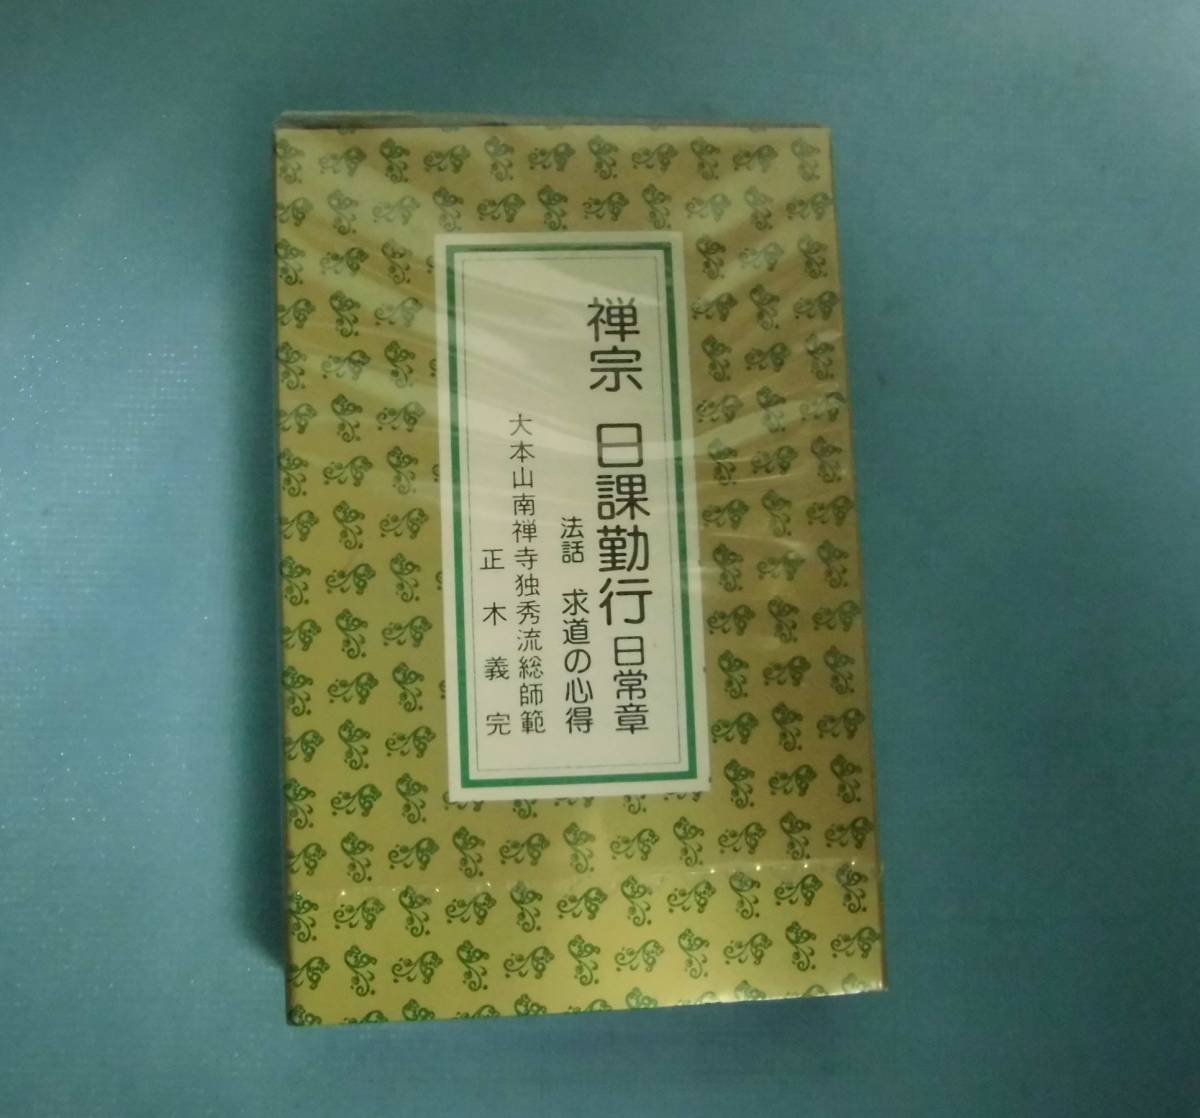 禅宗 日課勤行 日常章
法話 求道の心得
大本山南禅寺独秀流総師範
正木義完